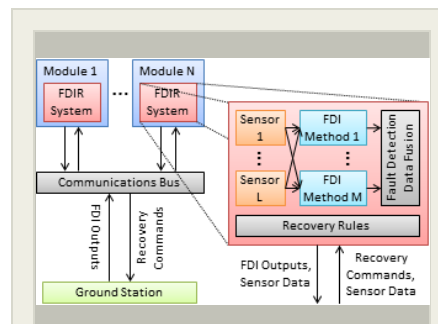 Module 1
FDIR
System
...
Module N
FDIR
System
Communications Bus
FDI Outputs
Recovery
Commands
Ground Station
Sensor
1
...
Sensor
L
FDI
Method 1
...
FDI
Method M
Fault Detection
Data Fusion
Recovery Rules
FDI Outputs,
Sensor Data
Recovery
Commands,
Sensor Data